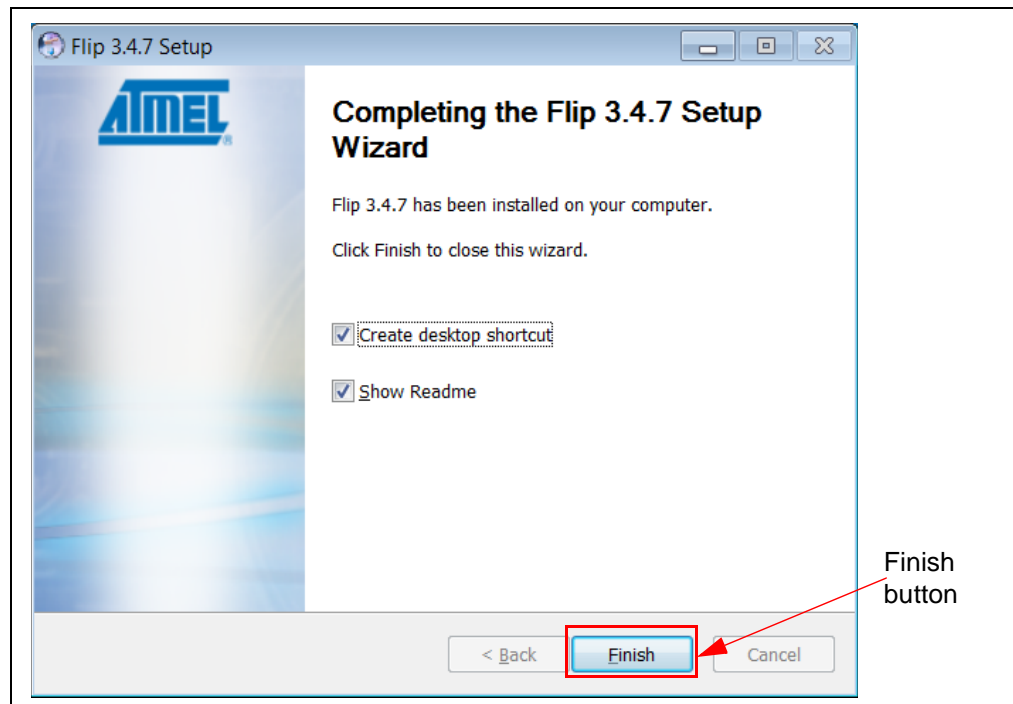 Flip 3.4.7 Setup
ATMEL
®
Completing the Flip 3.4.7 Setup
Wizard
Flip 3.4.7 has been installed on your computer.
Click Finish to close this wizard.
Create desktop shortcut
Show Readme
Finish
button
< Back
Finish
Cancel